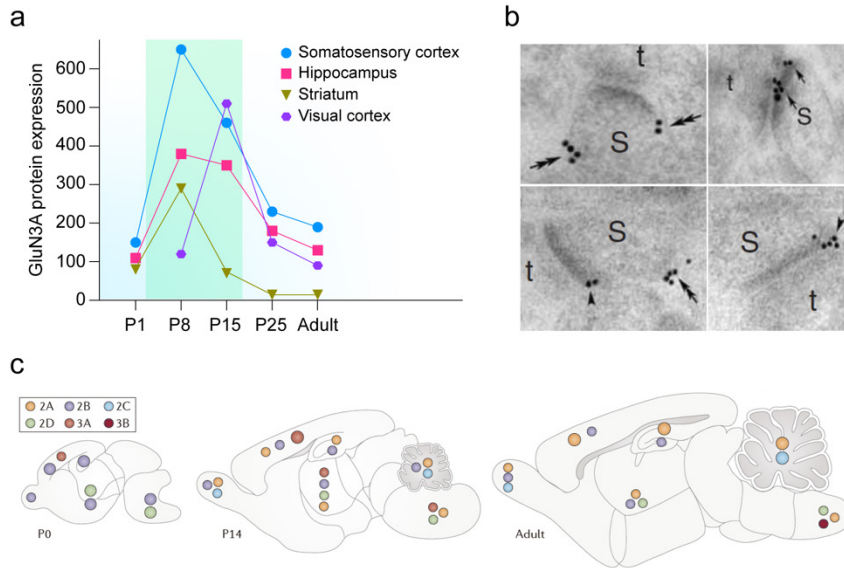 a
GluN3A protein expression
600
500
400
300
200
100
0
P1 P8 P15 P25 Adult
Somatosensory cortex
Hippocampus
Striatum
Visual cortex
b
t
S
t
S
S
t
S
t
c
2A 2B 2C
2D 3A 3B
P0
P14
Adult